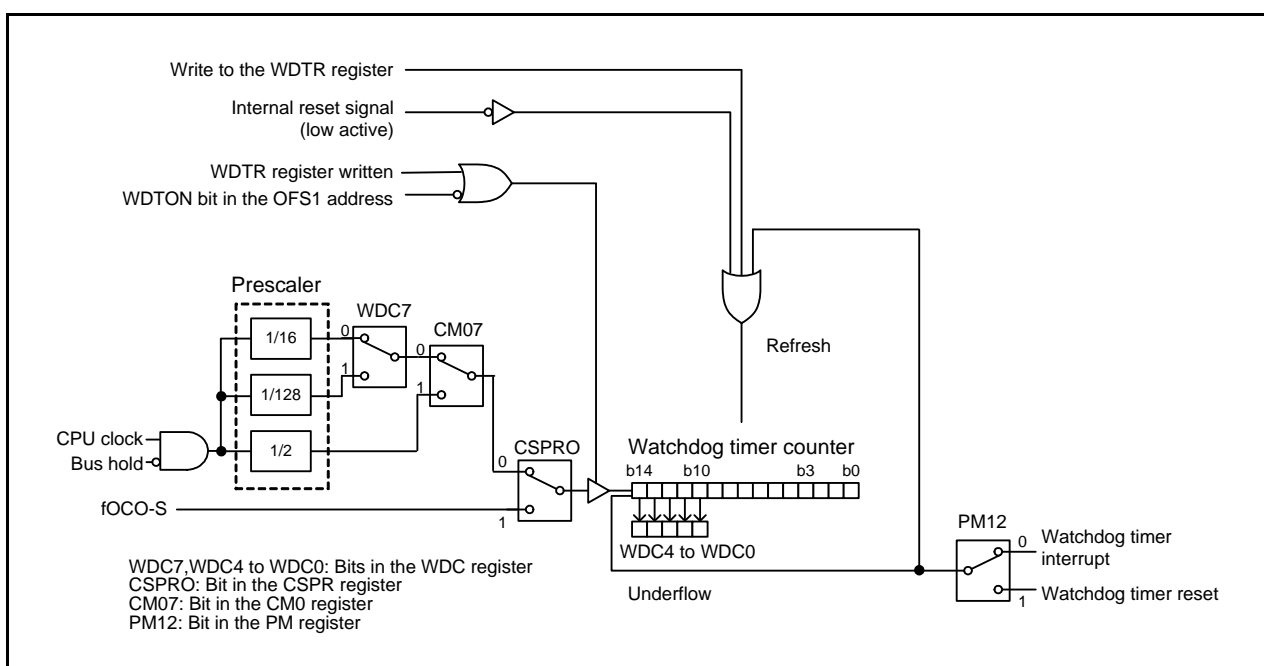 Write to the WDTR register
Internal reset signal
(low active)
WDTR register written
WDTON bit in the OFS1 address
Prescaler
WDC7
CM07
1/16
0
0
Refresh
1
1/128
1
CPU clock
1/2
Bus hold
CSPRO
Watchdog timer counter
0
b14
b10
b3
b0
fOCO-S
1
PM12
WDC4 to WDC0
0
Watchdog timer
interrupt
WDC7,WDC4 to WDC0: Bits in the WDC register
CSPRO: Bit in the CSPR register
Underflow
1
Watchdog timer reset
CM07: Bit in the CM0 register
PM12: Bit in the PM register